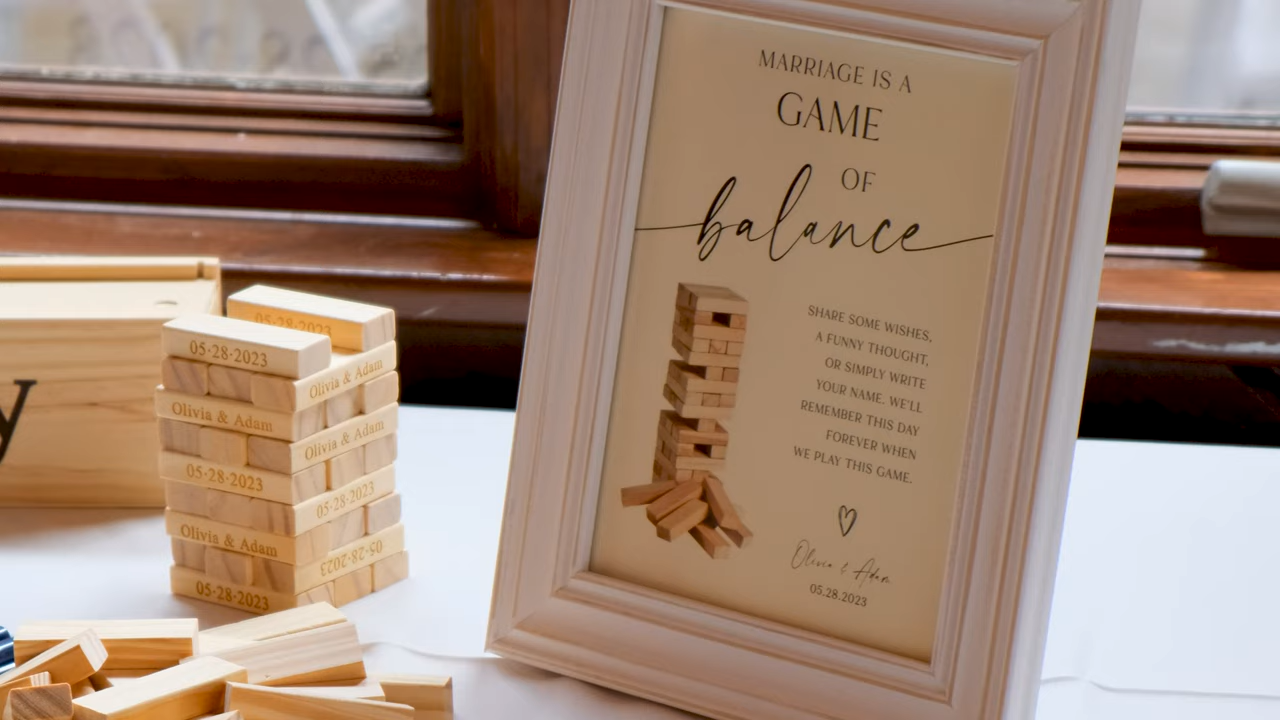 MARRIAGE IS A
GAME
OF
balance
SHARE SOME WISHES,
A FUNNY THOUGHT,
OR SIMPLY WRITE
YOUR NAME. WE'LL
REMEMBER THIS DAY
FOREVER WHEN
WE PLAY THIS GAME.
Olivia & Adam
05.28.2023
05·28·2023
05·28·2023
Olivia & Adam
Olivia & Adam
Olivia & Adam
05·28·2023
05·28·2023
Olivia & Adam
05·28·2023
05·28·2023
y